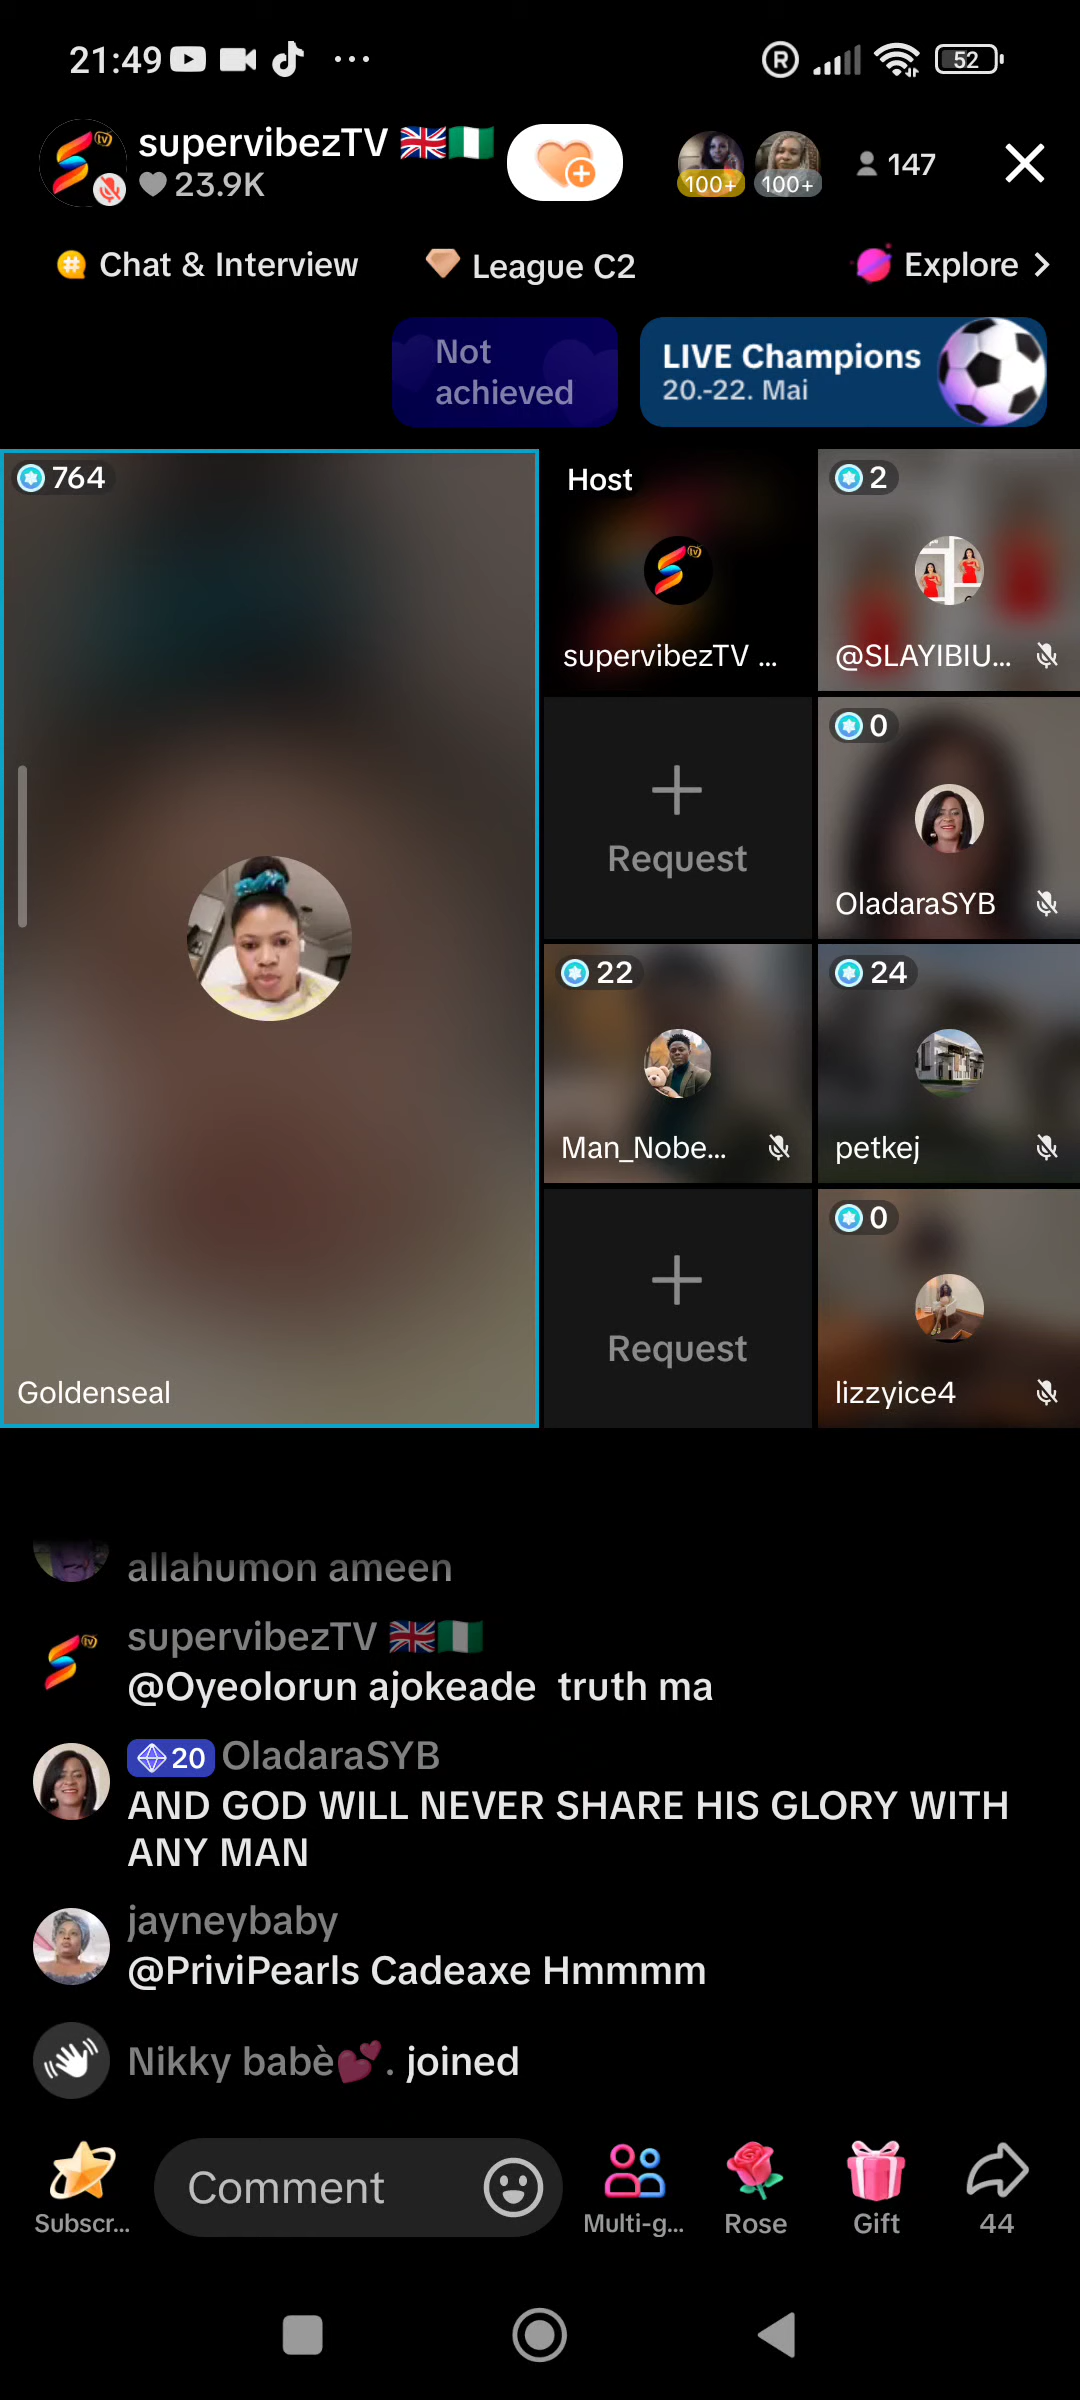 21:49
52
supervibezTV 🇬🇧🇳🇬
23.9K
100+
100+
147
Chat & Interview
League C2
Explore
Not
achieved
LIVE Champions
20.-22. Mai
764
Host
2
supervibezTV ...
@SLAYIBIU...
0
Request
OladaraSYB
22
24
Man_Nobe...
petkej
0
Request
Goldenseal
lizzyice4
allahumon ameen
supervibezTV 🇬🇧🇳🇬
@Oyeolorun ajokeade  truth ma
20 OladaraSYB
AND GOD WILL NEVER SHARE HIS GLORY WITH
ANY MAN
jayneybaby
@PriviPearls Cadeaxe Hmmmm
Nikky babè💕. joined
Comment
Subscr...
Multi-g...
Rose
Gift
44